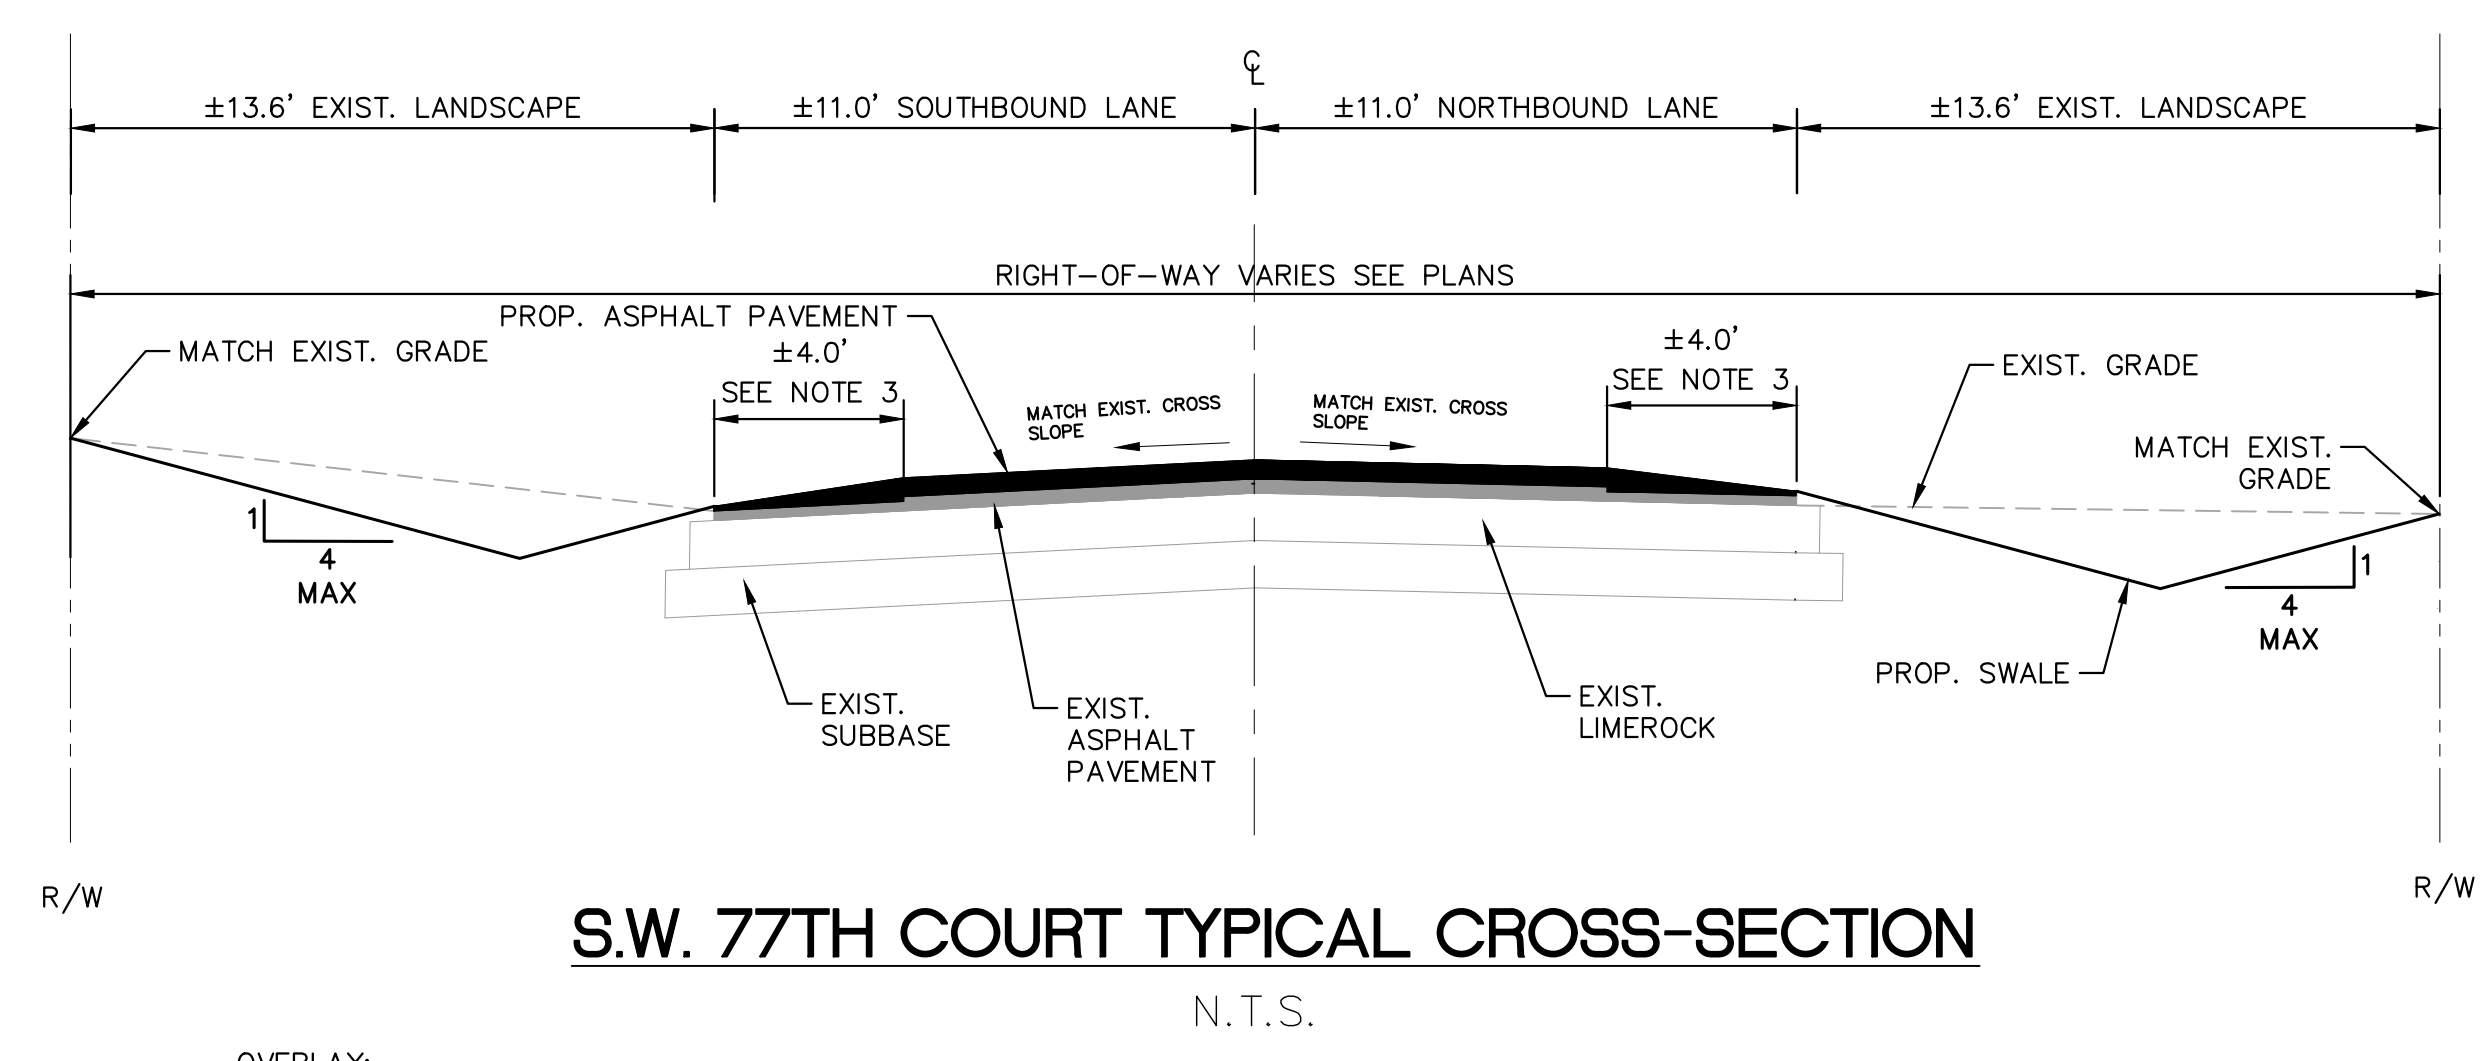 ℄
±13.6' EXIST. LANDSCAPE
±11.0' SOUTHBOUND LANE
±11.0' NORTHBOUND LANE
±13.6' EXIST. LANDSCAPE
RIGHT-OF-WAY VARIES SEE PLANS
PROP. ASPHALT PAVEMENT
MATCH EXIST. GRADE
±4.0'
SEE NOTE 3
MATCH EXIST. CROSS
SLOPE
MATCH EXIST. CROSS
SLOPE
±4.0'
SEE NOTE 3
EXIST. GRADE
MATCH EXIST.
GRADE
1
4
MAX
1
4
MAX
EXIST.
SUBBASE
EXIST.
ASPHALT
PAVEMENT
EXIST.
LIMEROCK
PROP. SWALE
R/W
R/W
S.W. 77TH COURT TYPICAL CROSS-SECTION
N.T.S.
OVERLAY: